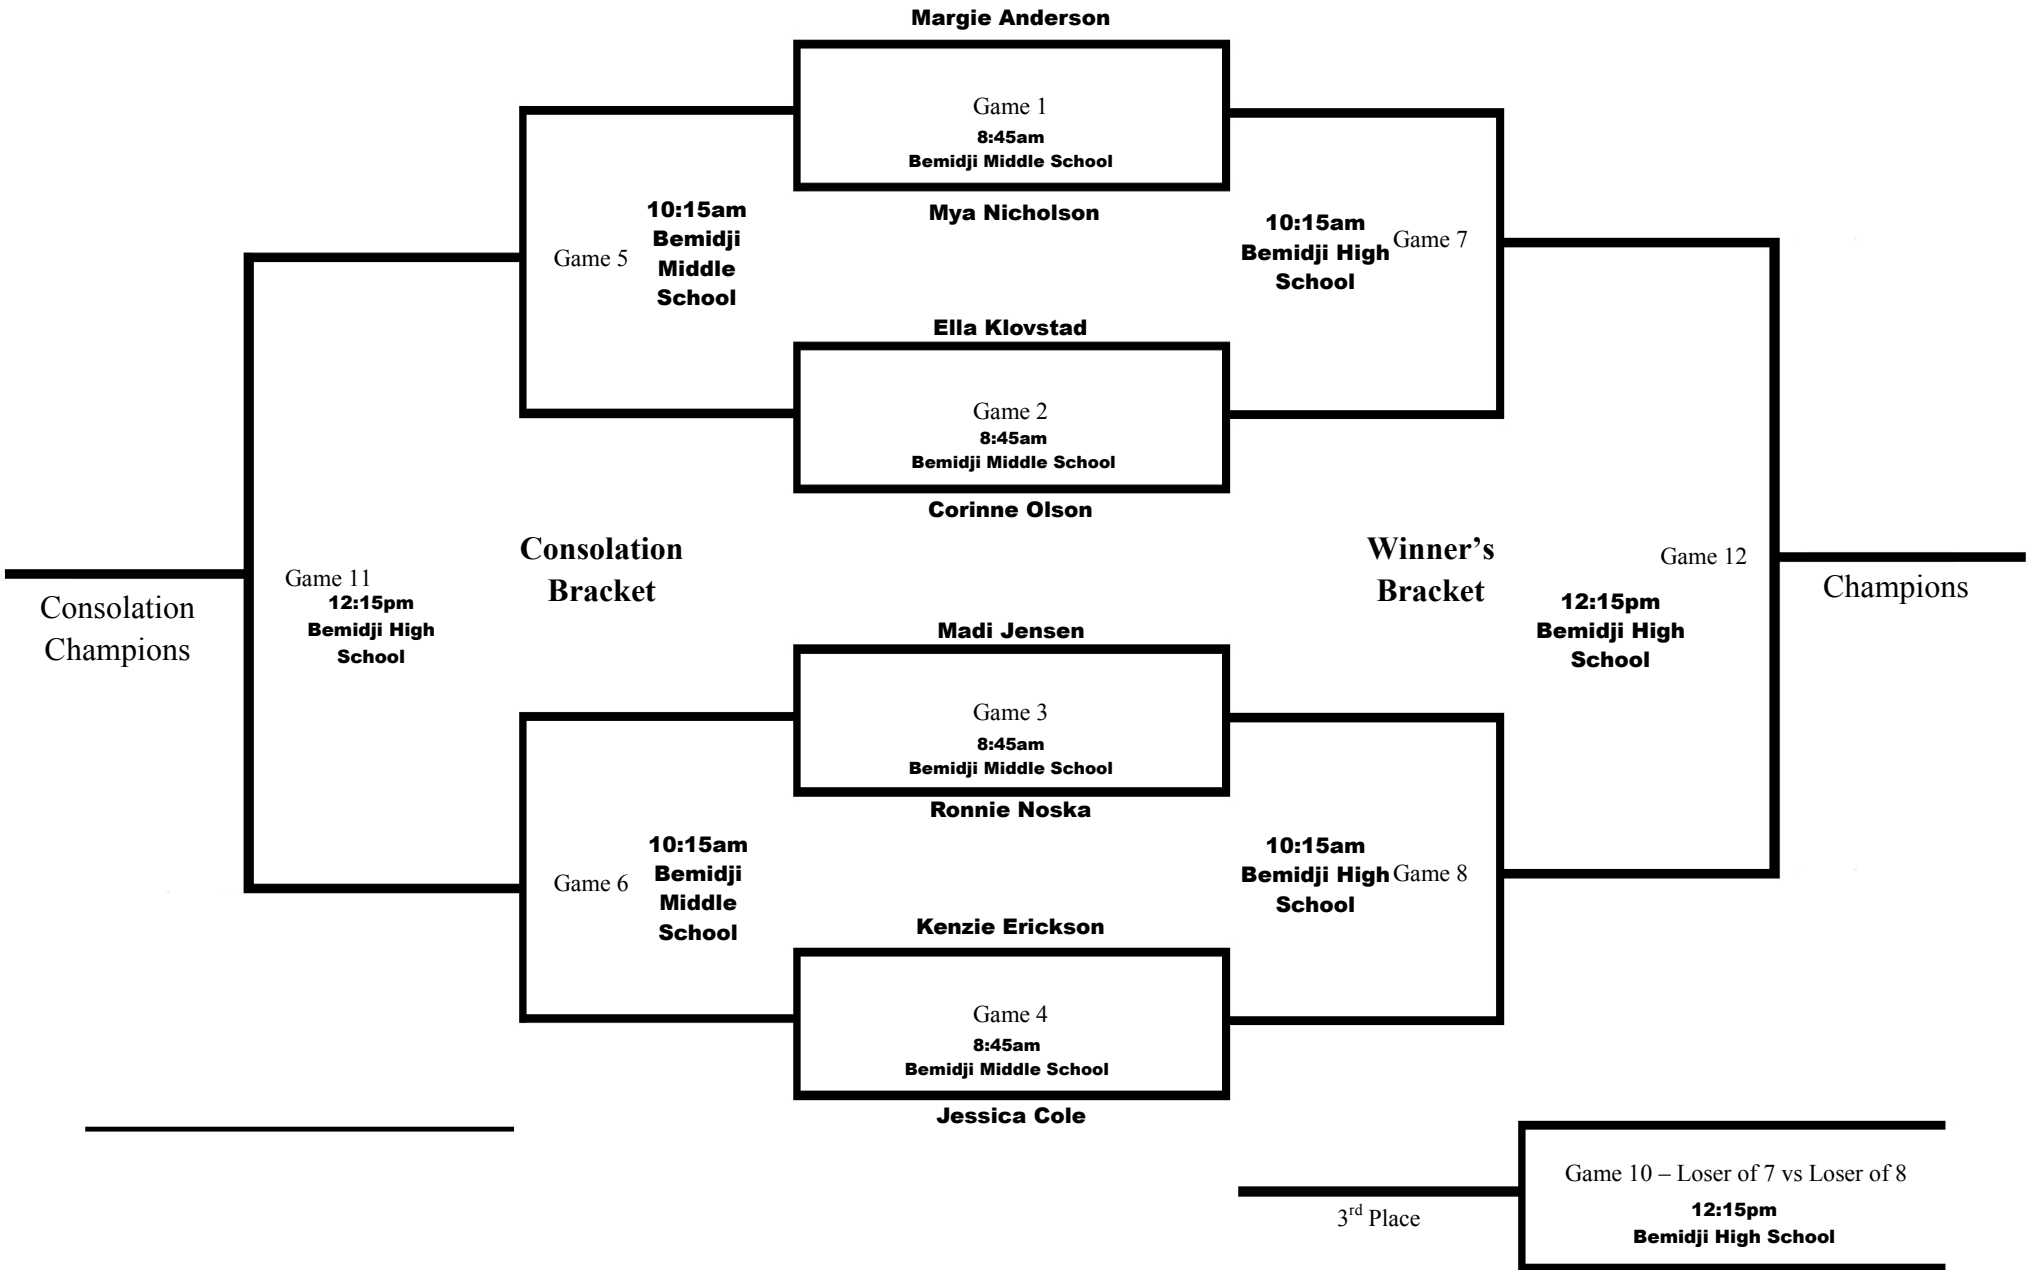 Margie Anderson
Game 1
8:45am
Bemidji Middle School
Mya Nicholson
10:15am
Bemidji
Middle
School
Game 5
10:15am
Bemidji High
School
Game 7
Ella Klovstad
Game 2
8:45am
Bemidji Middle School
Corinne Olson
Consolation
Bracket
Winner's
Bracket
Game 11
12:15pm
Bemidji High
School
Consolation
Champions
Game 12
12:15pm
Bemidji High
School
Champions
Madi Jensen
Game 3
8:45am
Bemidji Middle School
Ronnie Noska
10:15am
Bemidji
Middle
School
Game 6
10:15am
Bemidji High
School
Game 8
Kenzie Erickson
Game 4
8:45am
Bemidji Middle School
Jessica Cole
Game 10 – Loser of 7 vs Loser of 8
12:15pm
Bemidji High School
3rd Place